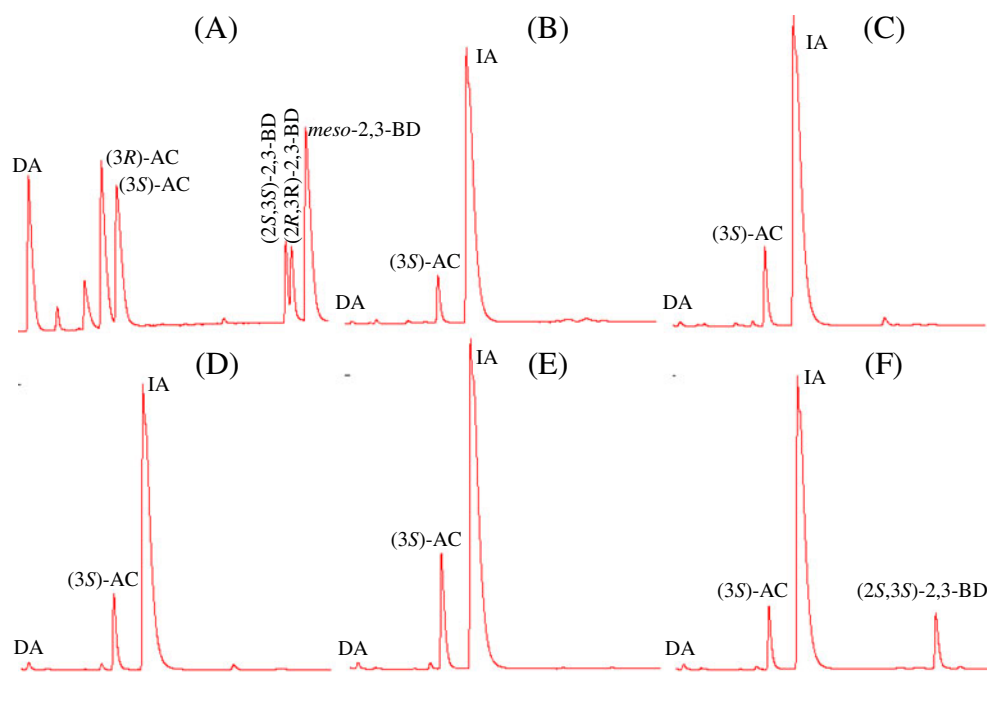 (A)
(B)
(C)
DA
(3R)-AC
(3S)-AC
(2S,3S)-2,3-BD
(2R,3R)-2,3-BD
meso-2,3-BD
IA
(3S)-AC
DA
IA
(3S)-AC
DA
(D)
(E)
(F)
IA
(3S)-AC
DA
IA
(3S)-AC
DA
IA
(3S)-AC
(2S,3S)-2,3-BD
DA